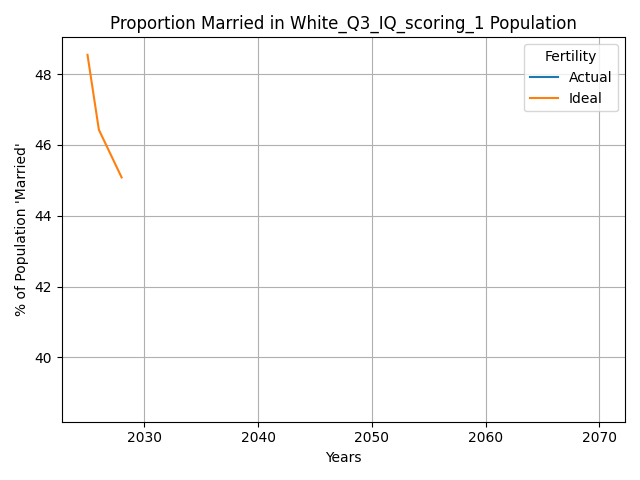 Proportion Married in White_Q3_IQ_scoring_1 Population
Fertility
Actual
Ideal
48
46
44
42
40
% of Population 'Married'
2030 2040 2050 2060 2070
Years